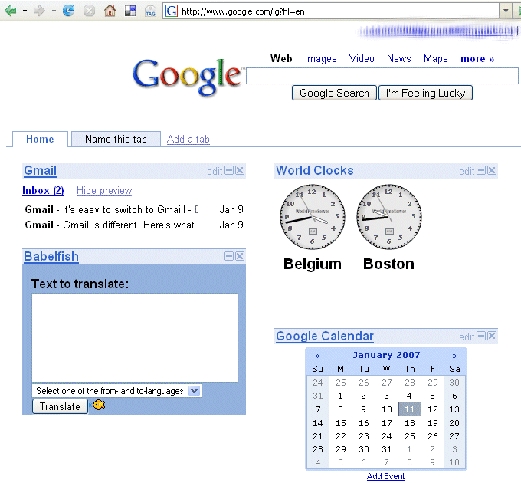 http://www.google.com/ig?hl=en
Web Images Video News Maps more »
Google
Google Search I'm Feeling Lucky
Home Name this tab Add a tab
Gmail edit
Inbox (2) Hide preview
Gmail - It's easy to switch to Gmail - Jan 9
Gmail - Gmail is different. Here's what Jan 9
Babelfish
Text to translate:
Select one of the from- and to-languages
Translate
World Clocks edit
Belgium Boston
Google Calendar edit
« January 2007 »
Su M Tu W Th F Sa
24 25 26 27 28 29 30
31 1 2 3 4 5 6
7 8 9 10 11 12 13
14 15 16 17 18 19 20
21 22 23 24 25 26 27
28 29 30 31 1 2 3
4 5 6 7 8 9 10
Add Event